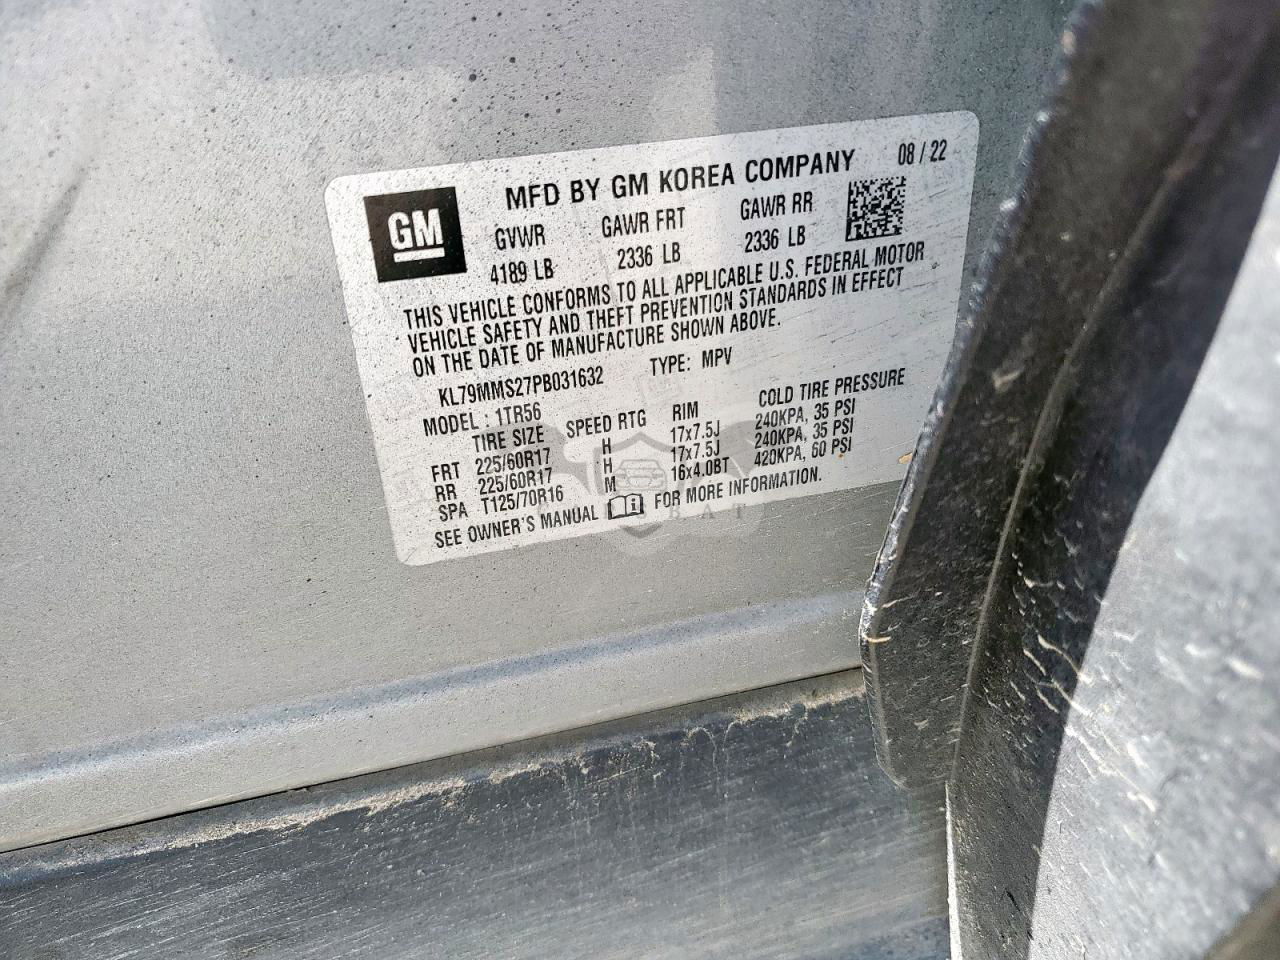 MFD BY GM KOREA COMPANY 08 / 22
GM
GVWR GAWR FRT GAWR RR
4189 LB 2336 LB 2336 LB
THIS VEHICLE CONFORMS TO ALL APPLICABLE U.S. FEDERAL MOTOR
VEHICLE SAFETY AND THEFT PREVENTION STANDARDS IN EFFECT
ON THE DATE OF MANUFACTURE SHOWN ABOVE.
KL79MMS27PB031632 TYPE: MPV
MODEL: 1TR56
TIRE SIZE SPEED RTG RIM COLD TIRE PRESSURE
FRT 225/60R17 H 17x7.5J 240KPA, 35 PSI
RR 225/60R17 H 17x7.5J 240KPA, 35 PSI
SPA T125/70R16 M 16x4.0BT 420KPA, 60 PSI
SEE OWNER'S MANUAL FOR MORE INFORMATION.